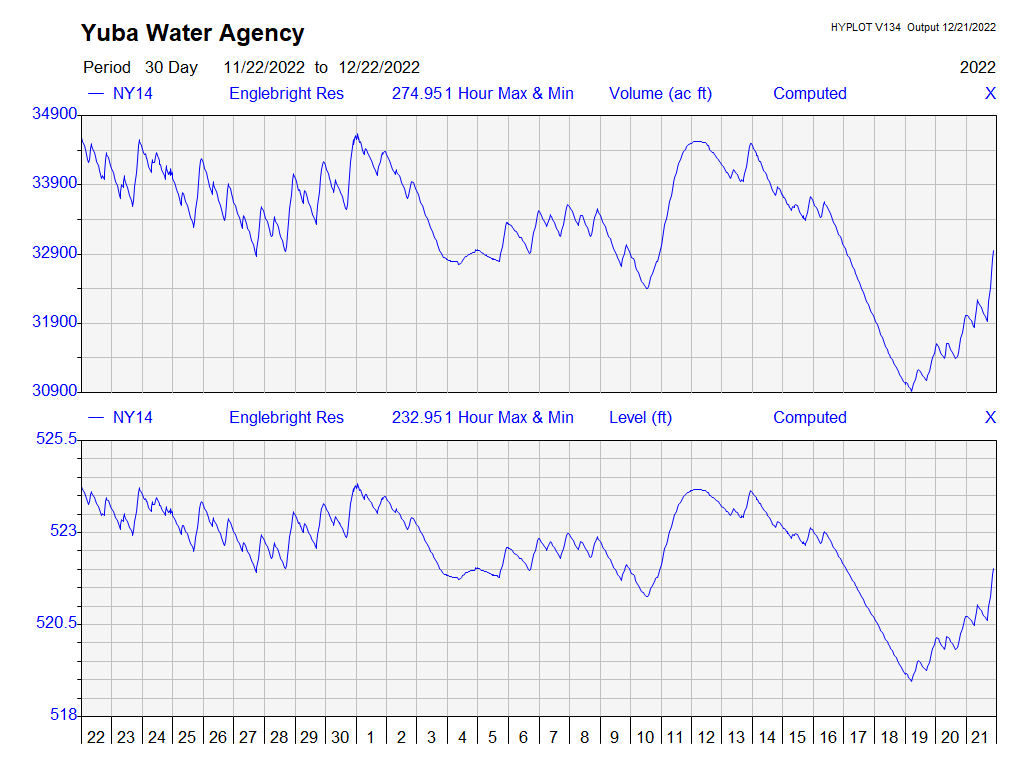 Yuba Water Agency
HYPLOT V134 Output 12/21/2022
Period 30 Day 11/22/2022 to 12/22/2022 2022
NY14 Englebright Res 274.951 Hour Max & Min Volume (ac ft) Computed X
34900
33900
32900
31900
30900
NY14 Englebright Res 232.951 Hour Max & Min Level (ft) Computed X
525.5
523
520.5
518
22 23 24 25 26 27 28 29 30 1 2 3 4 5 6 7 8 9 10 11 12 13 14 15 16 17 18 19 20 21